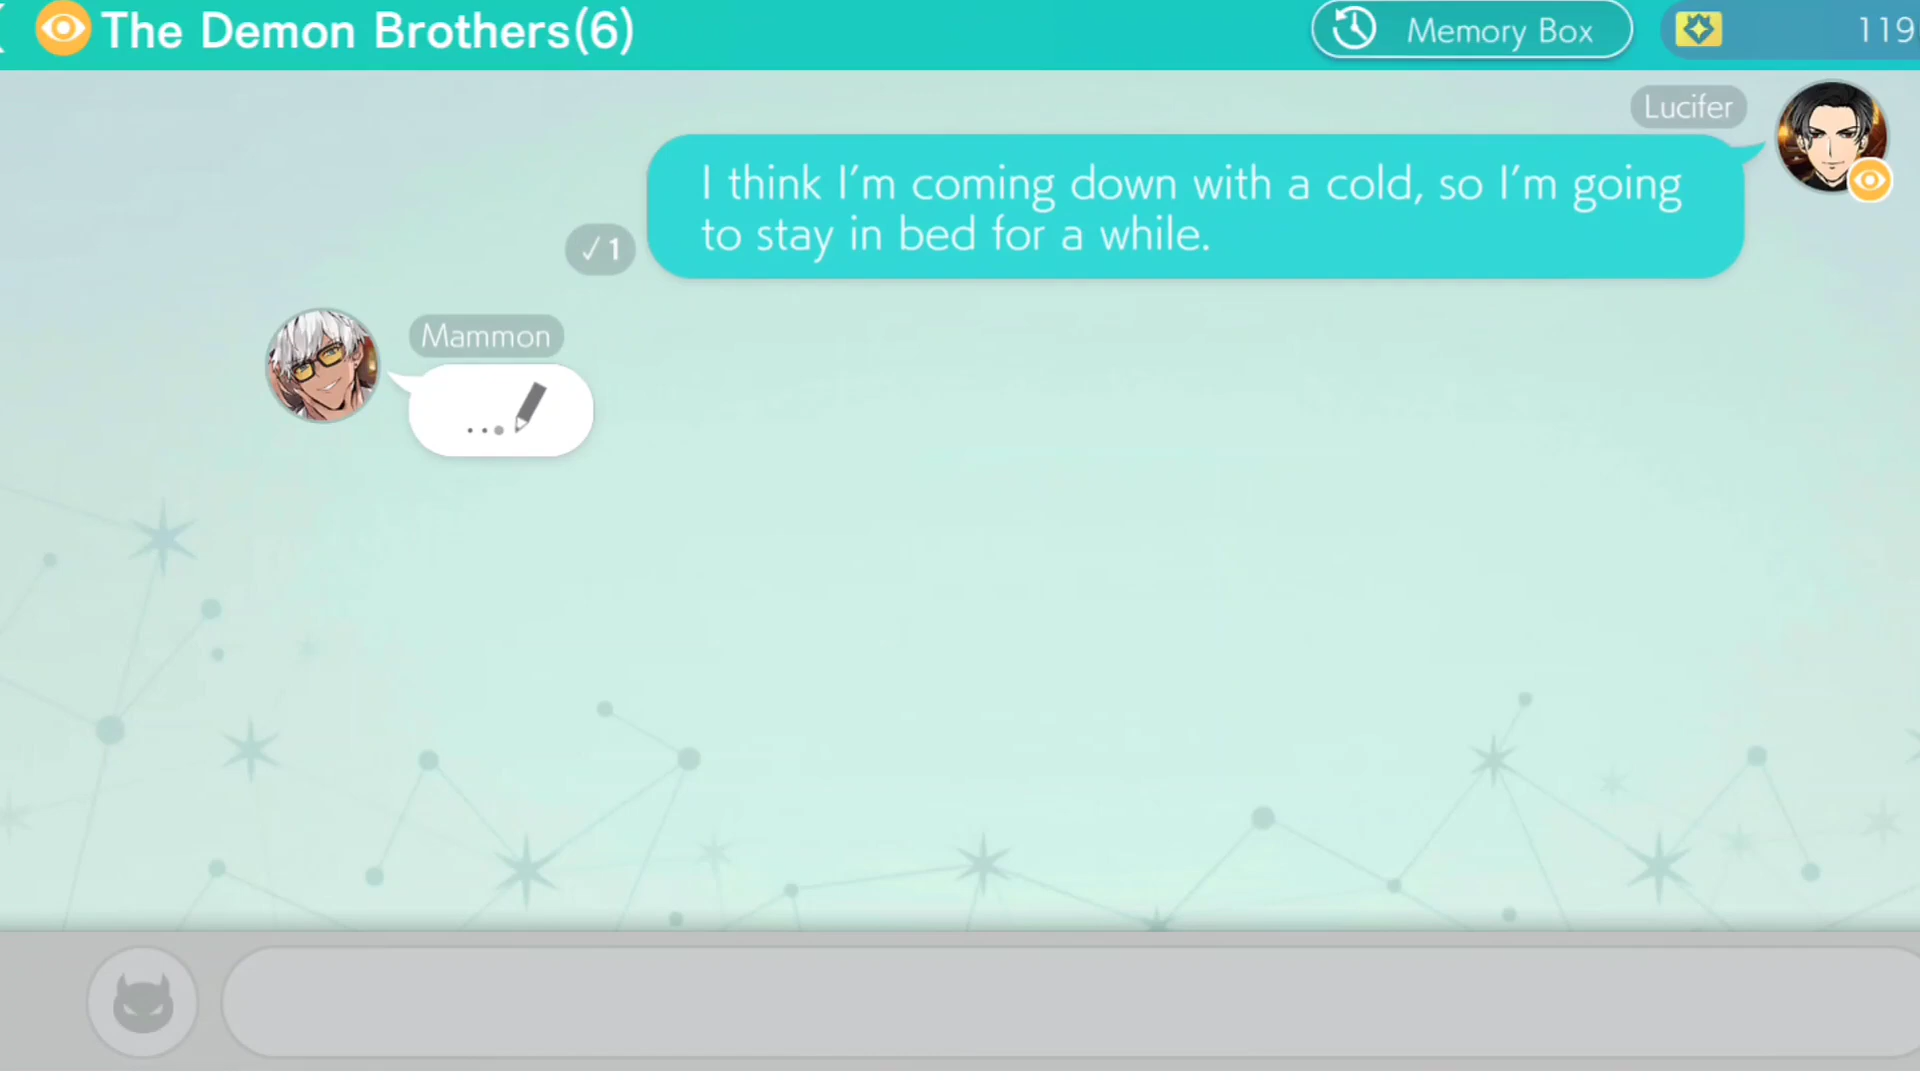 The Demon Brothers(6)
Memory Box
119
Lucifer
I think I'm coming down with a cold, so I'm going
to stay in bed for a while.
✓1
Mammon
...